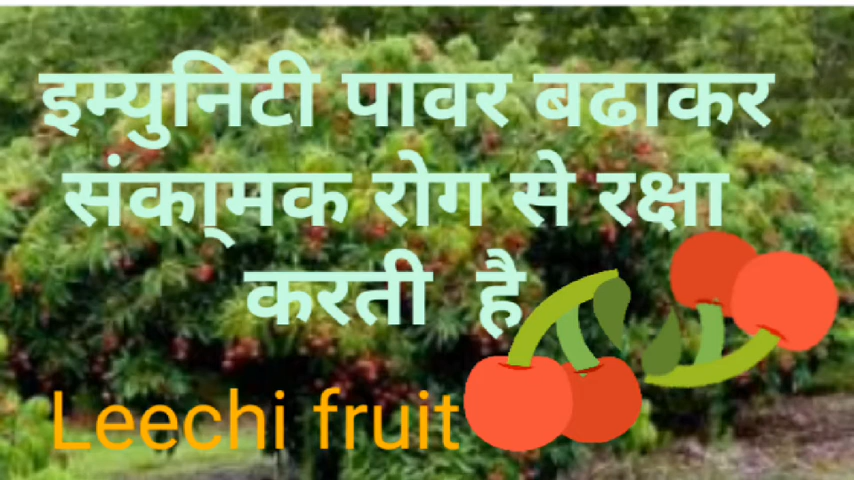 इम्युनिटी पावर बढाकर
संका्मक रोग से रक्षा
करती है
Leechi fruit